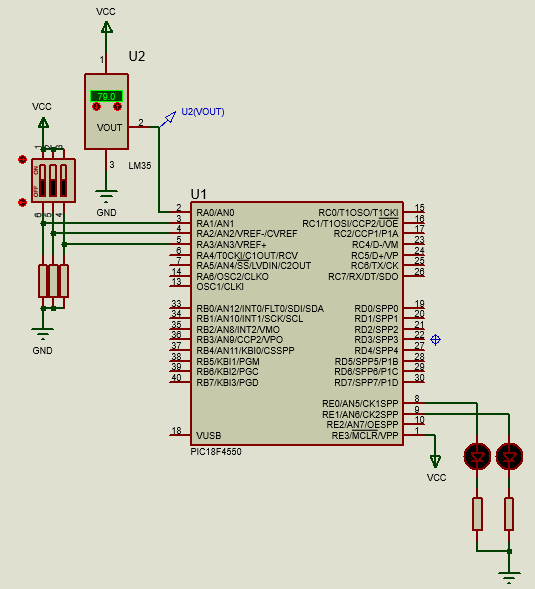 VCC
1
U2
79.0
VOUT
2
U2(VOUT)
3
LM35
GND
VCC
1
3
ON
OFF
6
5
4
GND
U1
2 RA0/AN0
3 RA1/AN1
4 RA2/AN2/VREF-/CVREF
5 RA3/AN3/VREF+
6 RA4/T0CKI/C1OUT/RCV
7 RA5/AN4/SS/LVDIN/C2OUT
14 RA6/OSC2/CLKO
13 OSC1/CLKI
33 RB0/AN12/INT0/FLT0/SDI/SDA
34 RB1/AN10/INT1/SCK/SCL
35 RB2/AN8/INT2/VMO
36 RB3/AN9/CCP2/VPO
37 RB4/AN11/KBI0/CSSPP
38 RB5/KBI1/PGM
39 RB6/KBI2/PGC
40 RB7/KBI3/PGD
18 VUSB
RC0/T1OSO/T1CKI 15
RC1/T1OSI/CCP2/UOE 16
RC2/CCP1/P1A 17
RC4/D-/VM 23
RC5/D+/VP 24
RC6/TX/CK 25
RC7/RX/DT/SDO 26
RD0/SPP0 19
RD1/SPP1 20
RD2/SPP2 21
RD3/SPP3 22
RD4/SPP4 27
RD5/SPP5/P1B 28
RD6/SPP6/P1C 29
RD7/SPP7/P1D 30
RE0/AN5/CK1SPP 8
RE1/AN6/CK2SPP 9
RE2/AN7/OESPP 10
RE3/MCLR/VPP 1
PIC18F4550
VCC